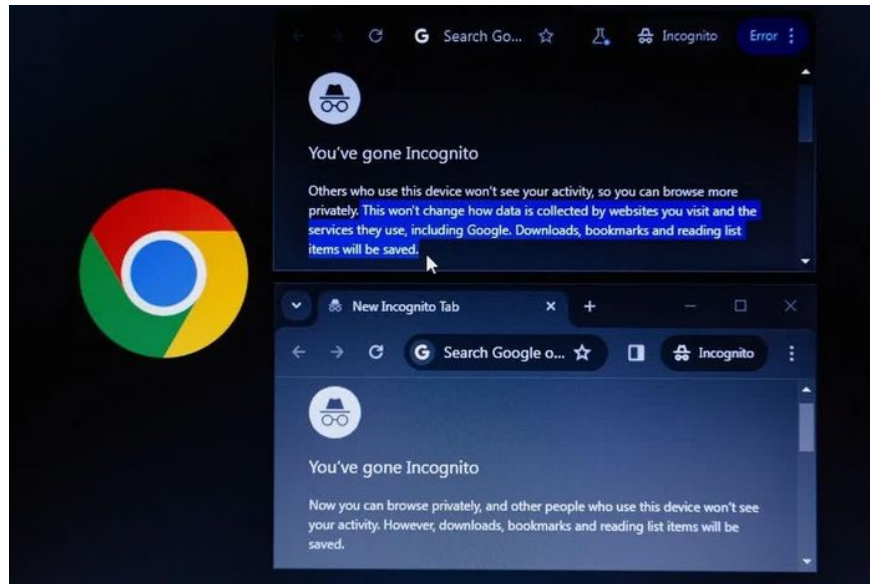 G Search Go... Incognito Error
You've gone Incognito
Others who use this device won't see your activity, so you can browse more
privately. This won't change how data is collected by websites you visit and the
services they use, including Google. Downloads, bookmarks and reading list
items will be saved.
New Incognito Tab
G Search Google o... Incognito
You've gone Incognito
Now you can browse privately, and other people who use this device won't see
your activity. However, downloads, bookmarks and reading list items will be
saved.